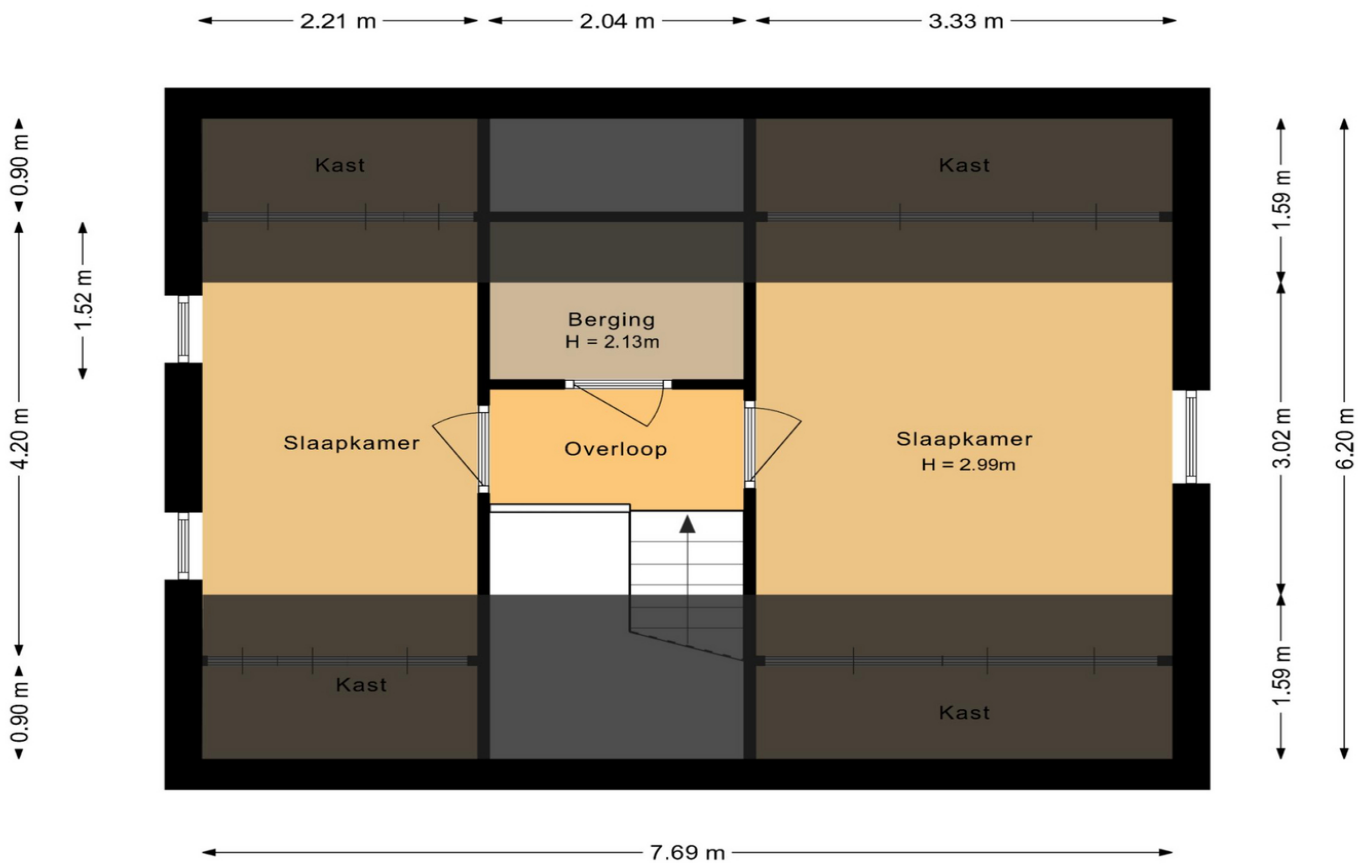 2.21 m
2.04 m
3.33 m
0.90 m
4.20 m
0.90 m
1.52 m
Kast
Kast
Berging
H = 2.13m
Slaapkamer
Overloop
Slaapkamer
H = 2.99m
Kast
Kast
1.59 m
3.02 m
1.59 m
6.20 m
7.69 m